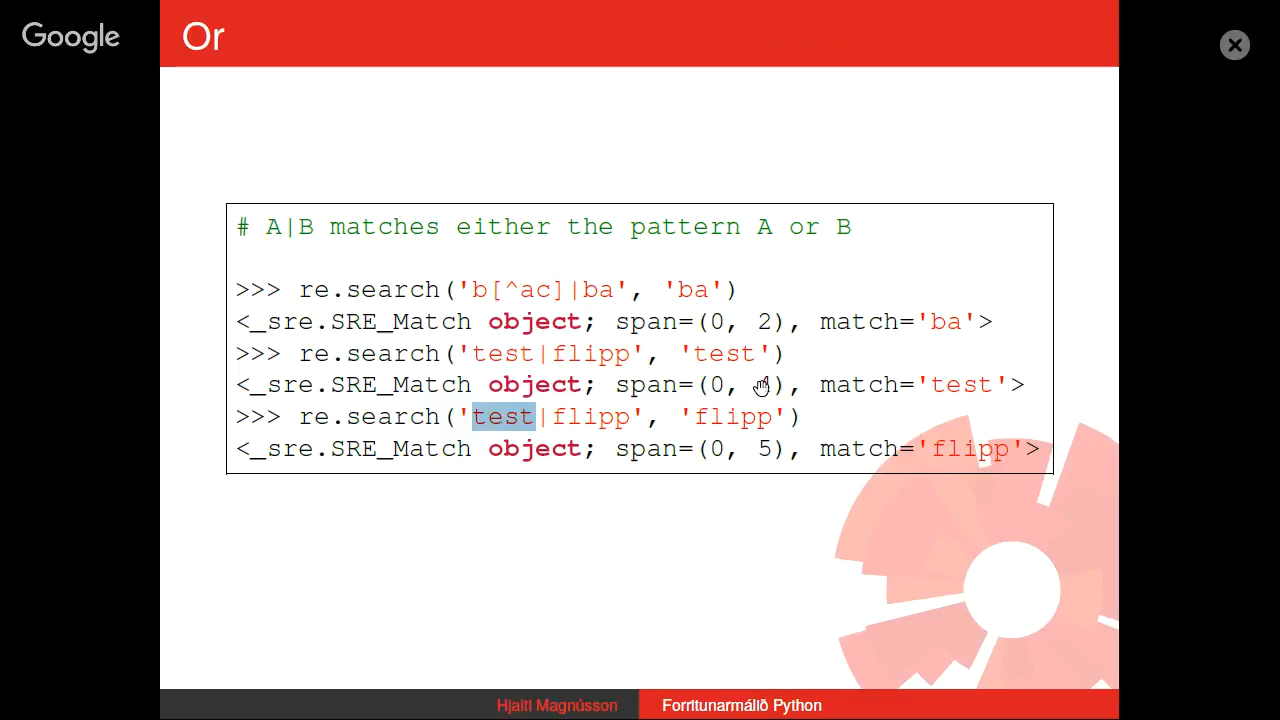 Google
Or
# A|B matches either the pattern A or B
>>> re.search('b[^ac]|ba', 'ba')
<_sre.SRE_Match object; span=(0, 2), match='ba'>
>>> re.search('test|flipp', 'test')
<_sre.SRE_Match object; span=(0, ), match='test'>
>>> re.search('test|flipp', 'flipp')
<_sre.SRE_Match object; span=(0, 5), match='flipp'>
Hjalti Magnússon
Forritunarmálið Python